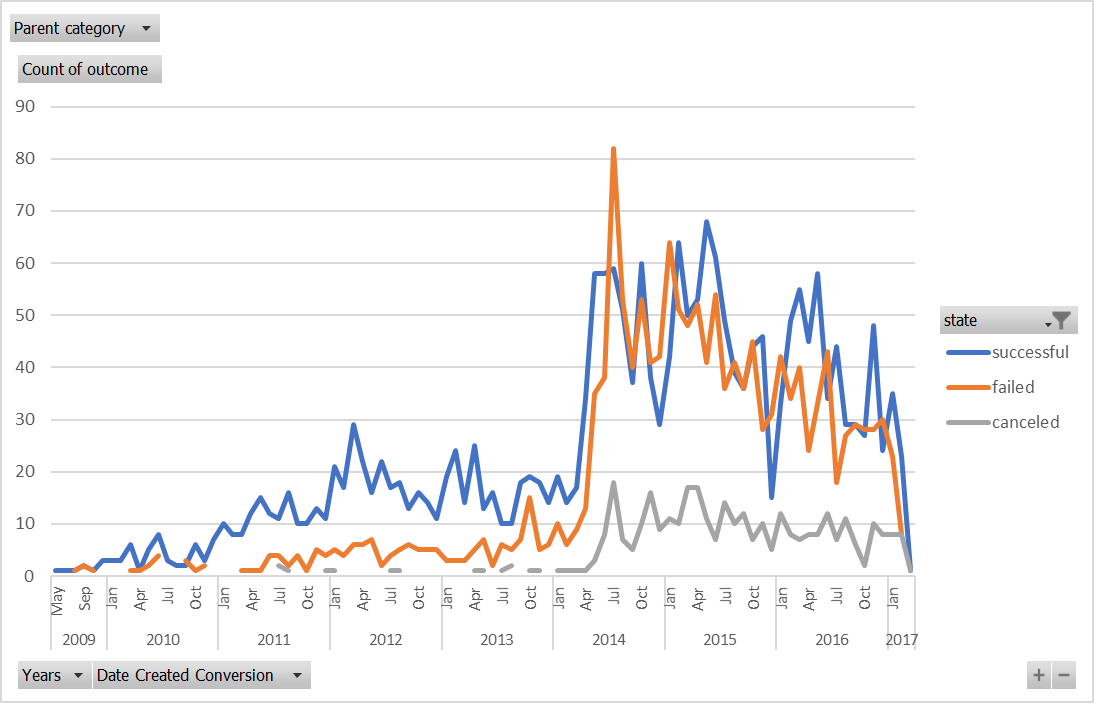 Parent category
Count of outcome
90
80
70
60
50
40
30
20
10
0
state
successful
failed
canceled
May Sep Jan Apr Jul Oct Jan Apr Jul Oct Jan Apr Jul Oct Jan Apr Jul Oct Jan Apr Jul Oct Jan Apr Jul Oct Jan Apr Jul Oct Jan
2009 2010 2011 2012 2013 2014 2015 2016 2017
Years Date Created Conversion + −